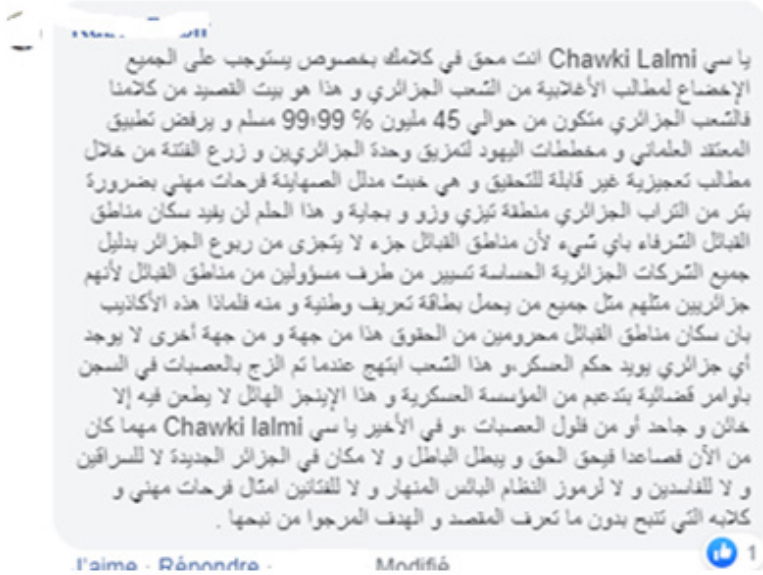 يا سي Chawki Lalmi انت محق في كلامك بخصوص يستوجب على الجميع
الإخضاع لمطالب الأغلابية من الشعب الجزائري و هذا هو بيت القصيد من كلامنا
فالشعب الجزائري متكون من حوالي 45 مليون % 99،99 مسلم و يرفض تطبيق
المعتقد العلماني و مخططات اليهود لتمزيق وحدة الجزائريين و زرع الفتنة من خلال
مطالب تعجيزية غير قابلة للتحقيق و هي خبث مدلل الصهاينة فرحات مهني بضرورة
بتر من التراب الجزائري منطقة تيزي وزو و بجاية و هذا الحلم لن يفيد سكان مناطق
القبائل الشرفاء باي شيء لأن مناطق القبائل جزء لا يتجزى من ربوع الجزائر بدليل
جميع الشركات الجزائرية الحساسة تسيير من طرف مسؤولين من مناطق القبائل لأنهم
جزائريين مثلهم مثل جميع من يحمل بطاقة تعريف وطنية و منه فلماذا هذه الأكاذيب
بان سكان مناطق القبائل محرومين من الحقوق هذا من جهة و من جهة أخرى لا يوجد
أي جزائري يويد حكم العسكر،و هذا الشعب ابتهج عندما تم الزج بالعصبات في السجن
باوامر قضائية بتدعيم من المؤسسة العسكرية و هذا الإينجز الهائل لا يطعن فيه إلا
خائن و جاحد أو من فلول العصبات ،و في الأخير يا سي Chawki lalmi مهما كان
من الآن فصاعدا فيحق الحق و يبطل الباطل و لا مكان في الجزائر الجديدة لا للسراقين
و لا للفاسدين و لا لرموز النظام البائس المنهار و لا للفتانين امثال فرحات مهني و
كلابه التي تنبح بدون ما تعرف المقصد و الهدف المرجوا من نبحها .
1
J'aime · Répondre · Modifié